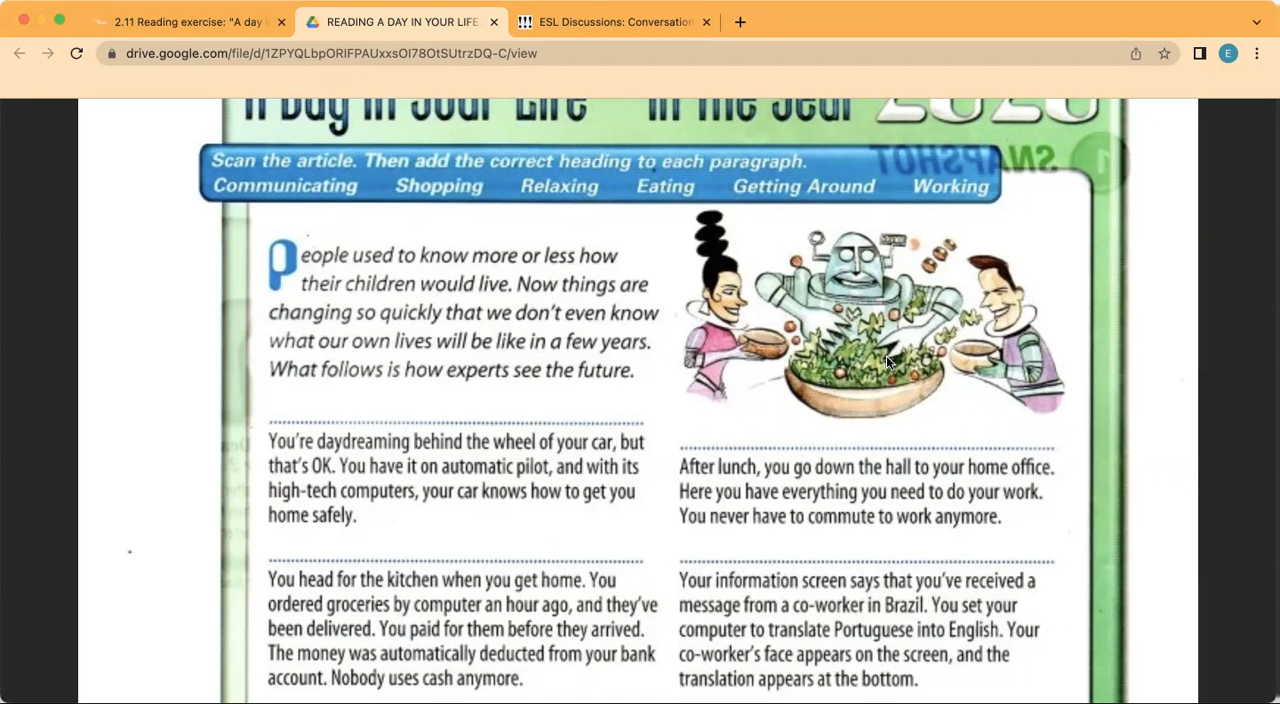 2.11 Reading exercise: "A day i
READING A DAY IN YOUR LIFE
ESL Discussions: Conversation
drive.google.com/file/d/1ZPYQLbpORIFPAUxxsOl78OtSUtrzDQ-C/view
E
A Day in Your Life in the Year 2020
SNAPSHOT 1
Scan the article. Then add the correct heading to each paragraph.
Communicating Shopping Relaxing Eating Getting Around Working
People used to know more or less how
their children would live. Now things are
changing so quickly that we don't even know
what our own lives will be like in a few years.
What follows is how experts see the future.
You're daydreaming behind the wheel of your car, but
that's OK. You have it on automatic pilot, and with its
high-tech computers, your car knows how to get you
home safely.
You head for the kitchen when you get home. You
ordered groceries by computer an hour ago, and they've
been delivered. You paid for them before they arrived.
The money was automatically deducted from your bank
account. Nobody uses cash anymore.
After lunch, you go down the hall to your home office.
Here you have everything you need to do your work.
You never have to commute to work anymore.
Your information screen says that you've received a
message from a co-worker in Brazil. You set your
computer to translate Portuguese into English. Your
co-worker's face appears on the screen, and the
translation appears at the bottom.